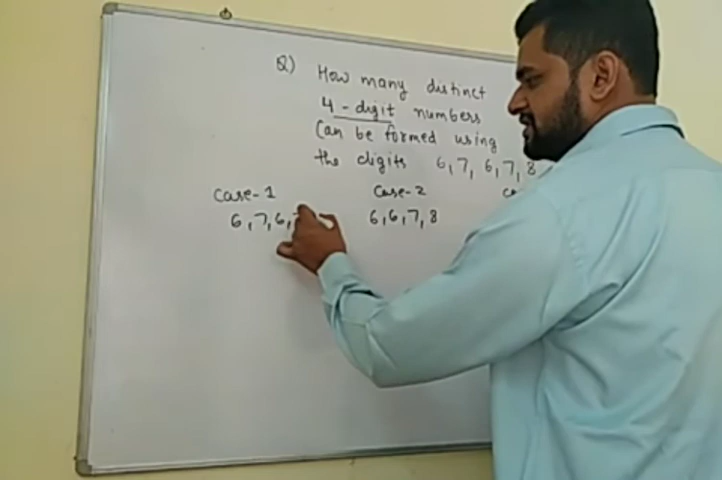 Q) How many distinct
4-digit numbers
Can be formed using
the digits 6,7,6,7,8
Case-1 Case-2
6,7,6, 6,6,7,8